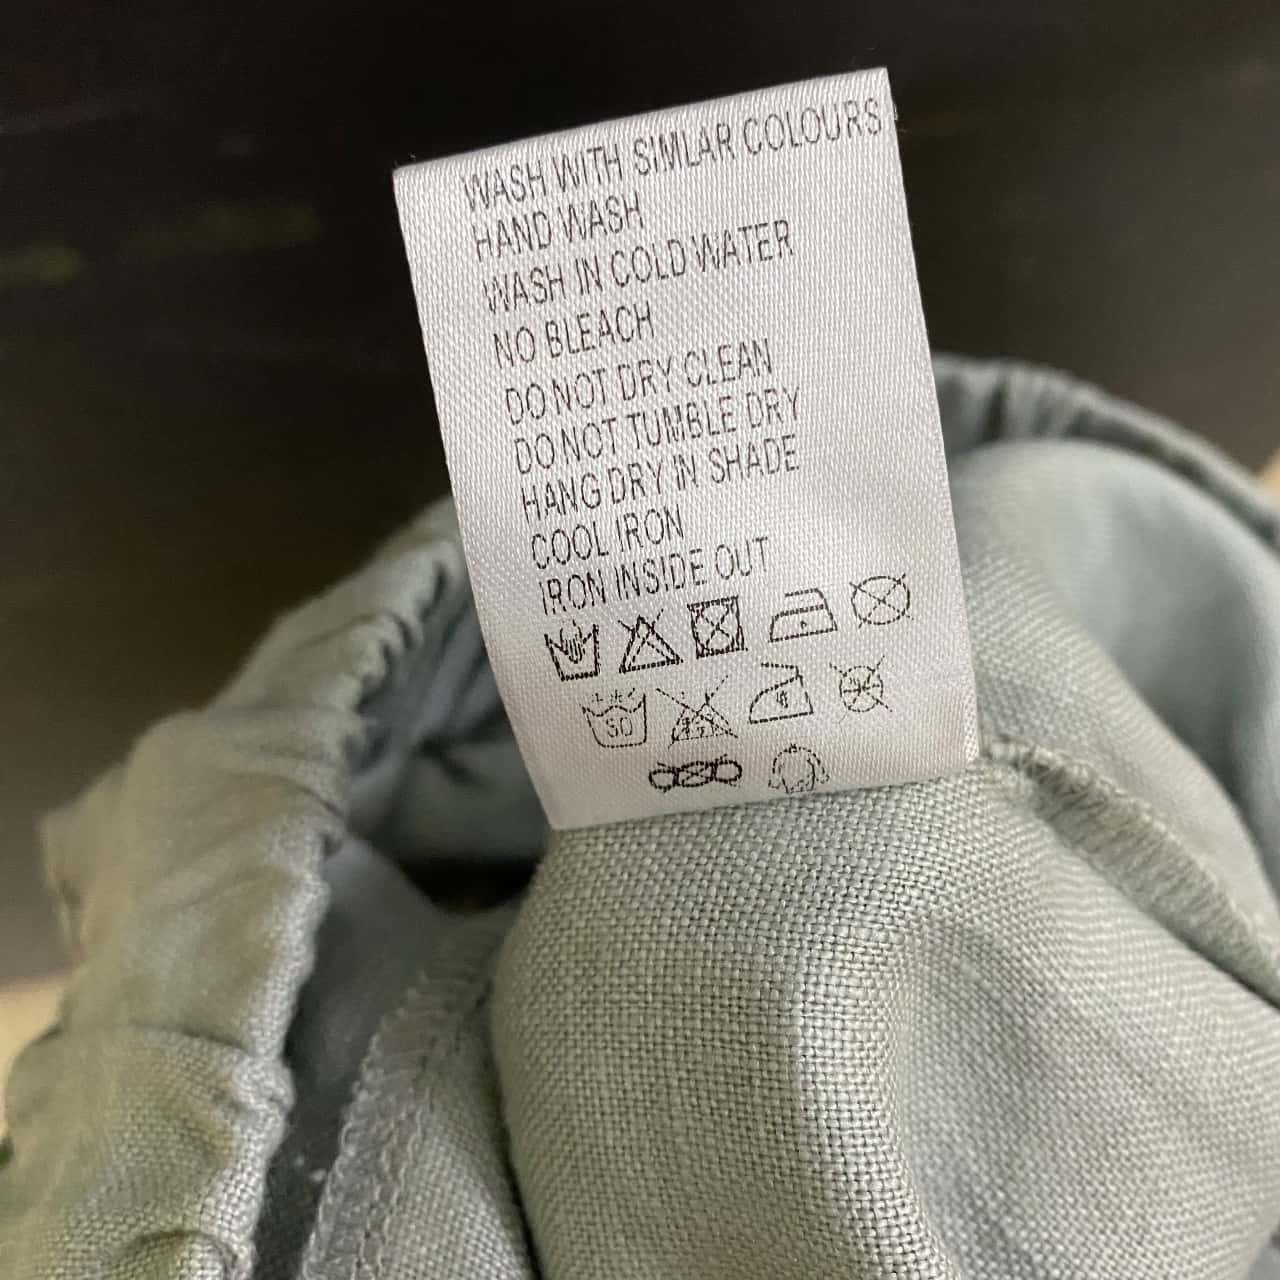 WASH WITH SIMILAR COLOURS
HAND WASH
WASH IN COLD WATER
NO BLEACH
DO NOT DRY CLEAN
DO NOT TUMBLE DRY
HANG DRY IN SHADE
COOL IRON
IRON INSIDE OUT